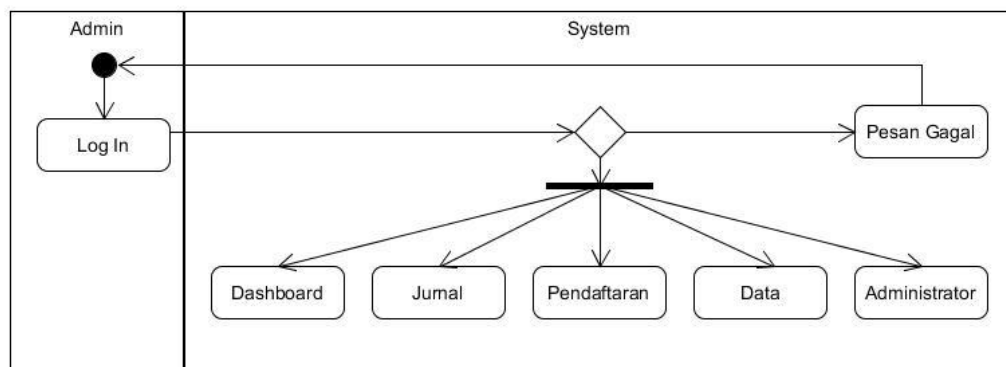 Admin
System
Log In
Pesan Gagal
Dashboard
Jurnal
Pendaftaran
Data
Administrator